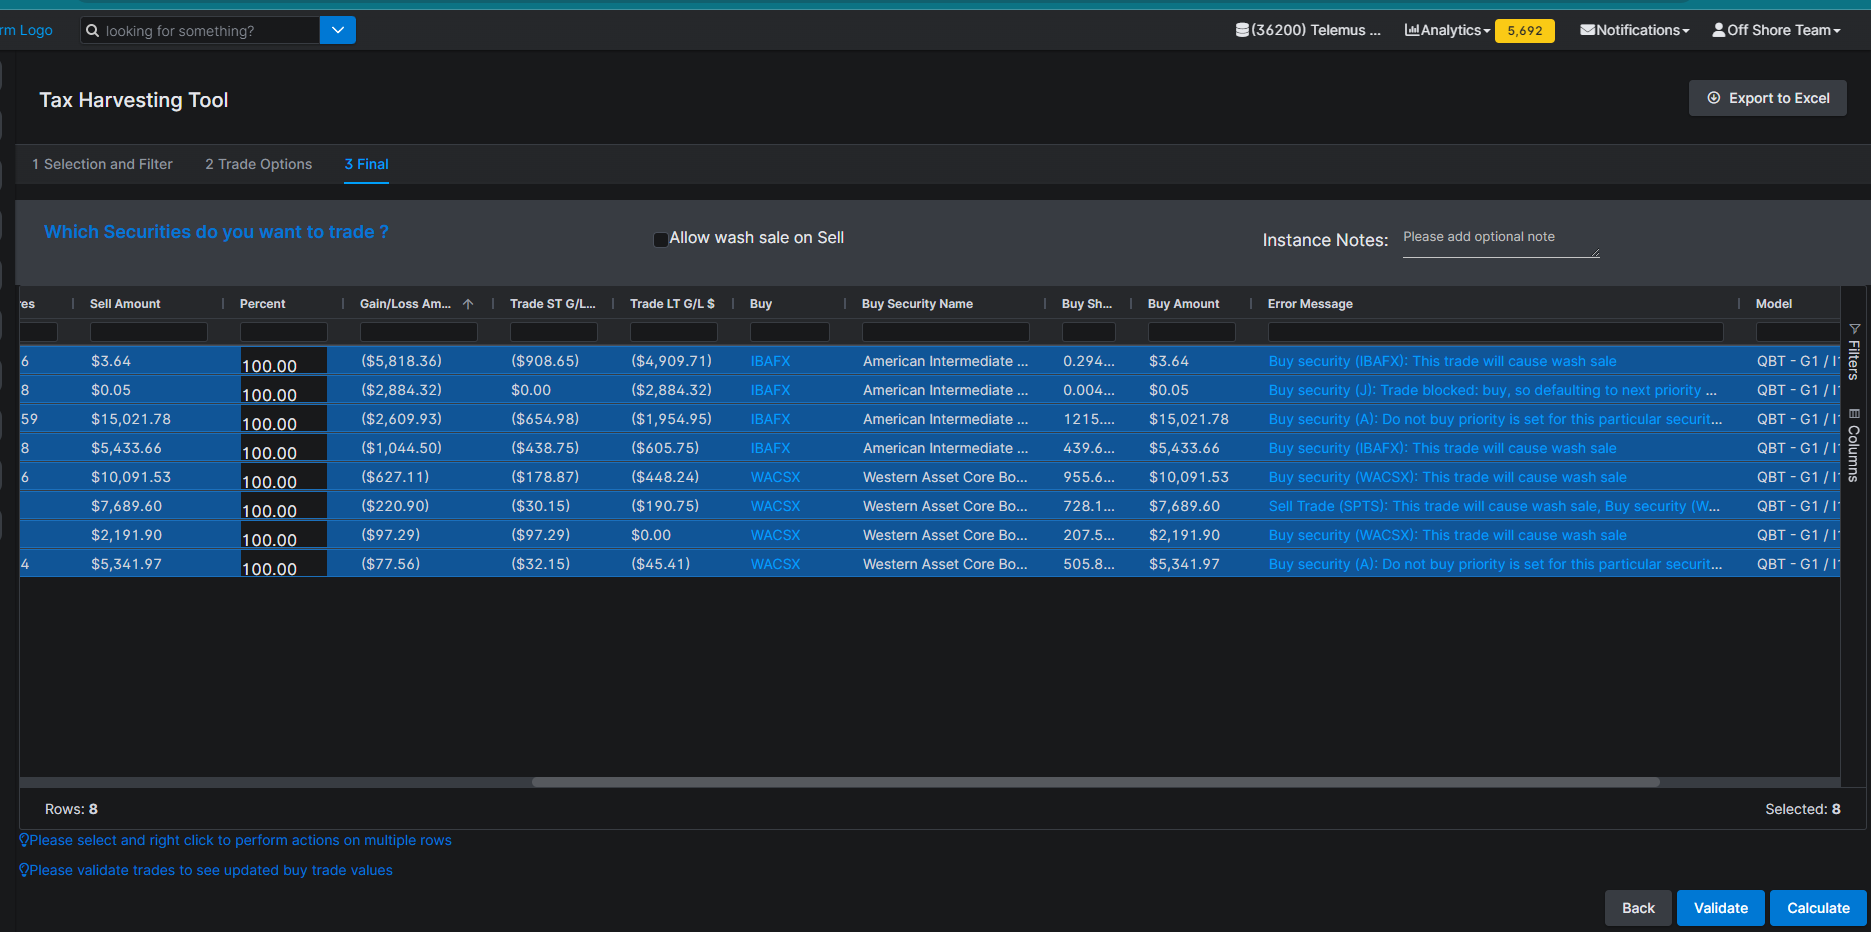 rm Logo looking for something? (36200) Telemus ... Analytics 5,692 Notifications Off Shore Team
Tax Harvesting Tool Export to Excel
1 Selection and Filter 2 Trade Options 3 Final
Which Securities do you want to trade ? Allow wash sale on Sell Instance Notes: Please add optional note
res Sell Amount Percent Gain/Loss Am... Trade ST G/L... Trade LT G/L $ Buy Buy Security Name Buy Sh... Buy Amount Error Message Model
6 $3.64 100.00 ($5,818.36) ($908.65) ($4,909.71) IBAFX American Intermediate ... 0.294... $3.64 Buy security (IBAFX): This trade will cause wash sale QBT - G1 / I1
8 $0.05 100.00 ($2,884.32) $0.00 ($2,884.32) IBAFX American Intermediate ... 0.004... $0.05 Buy security (J): Trade blocked: buy, so defaulting to next priority ... QBT - G1 / I1
59 $15,021.78 100.00 ($2,609.93) ($654.98) ($1,954.95) IBAFX American Intermediate ... 1215.... $15,021.78 Buy security (A): Do not buy priority is set for this particular securit... QBT - G1 / I1
8 $5,433.66 100.00 ($1,044.50) ($438.75) ($605.75) IBAFX American Intermediate ... 439.6... $5,433.66 Buy security (IBAFX): This trade will cause wash sale QBT - G1 / I1
6 $10,091.53 100.00 ($627.11) ($178.87) ($448.24) WACSX Western Asset Core Bo... 955.6... $10,091.53 Buy security (WACSX): This trade will cause wash sale QBT - G1 / I1
$7,689.60 100.00 ($220.90) ($30.15) ($190.75) WACSX Western Asset Core Bo... 728.1... $7,689.60 Sell Trade (SPTS): This trade will cause wash sale, Buy security (W... QBT - G1 / I1
$2,191.90 100.00 ($97.29) ($97.29) $0.00 WACSX Western Asset Core Bo... 207.5... $2,191.90 Buy security (WACSX): This trade will cause wash sale QBT - G1 / I1
4 $5,341.97 100.00 ($77.56) ($32.15) ($45.41) WACSX Western Asset Core Bo... 505.8... $5,341.97 Buy security (A): Do not buy priority is set for this particular securit... QBT - G1 / I1
Filters
Columns
Rows: 8 Selected: 8
Please select and right click to perform actions on multiple rows
Please validate trades to see updated buy trade values
Back Validate Calculate